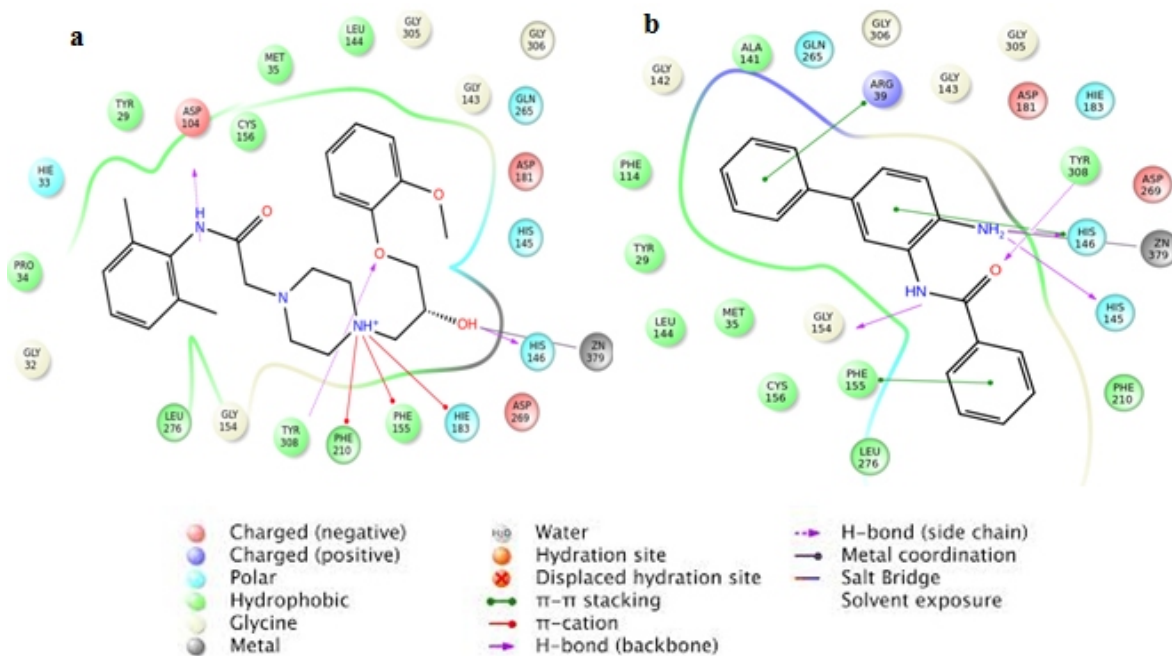 a
LEU 144
GLY 305
GLY 306
MET 35
GLY 143
GLN 265
TYR 29
ASP 104
CYS 156
HIE 33
ASP 181
H
N
O
O
O
HIS 145
PRO 34
N
NH+
OH
HIS 146
ZN 379
GLY 32
LEU 276
GLY 154
TYR 308
PHE 210
PHE 155
HIE 183
ASP 269
b
GLY 306
GLY 305
ALA 141
GLN 265
GLY 142
ARG 39
GLY 143
ASP 181
HIE 183
PHE 114
TYR 308
ASP 269
NH2
HIS 146
ZN 379
TYR 29
O
HN
HIS 145
LEU 144
MET 35
GLY 154
CYS 156
PHE 155
PHE 210
LEU 276
Charged (negative)
Charged (positive)
Polar
Hydrophobic
Glycine
Metal
H2O Water
Hydration site
Displaced hydration site
π-π stacking
π-cation
H-bond (backbone)
H-bond (side chain)
Metal coordination
Salt Bridge
Solvent exposure